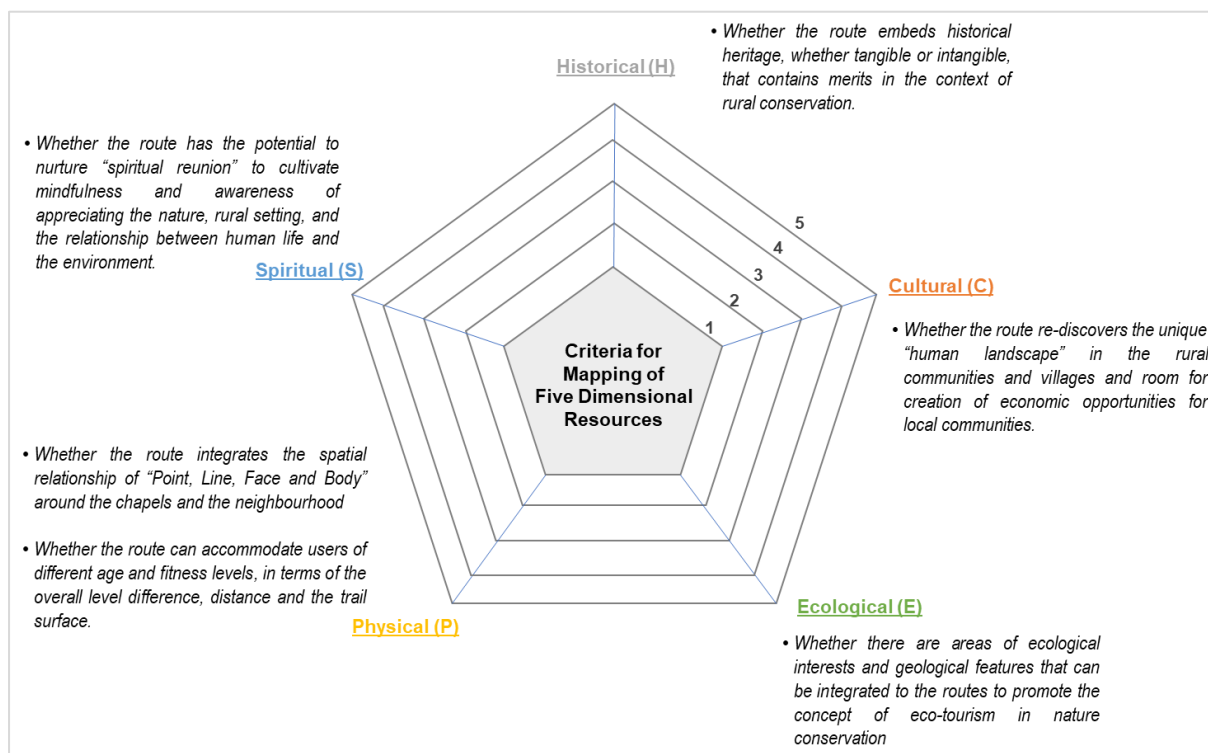 Historical (H)
• Whether the route embeds historical
heritage, whether tangible or intangible,
that contains merits in the context of
rural conservation.
• Whether the route has the potential to
nurture “spiritual reunion” to cultivate
mindfulness and awareness of
appreciating the nature, rural setting, and
the relationship between human life and
the environment.
Spiritual (S)
5
4
3
2
1
Cultural (C)
• Whether the route re-discovers the unique
“human landscape” in the rural
communities and villages and room for
creation of economic opportunities for
local communities.
Criteria for
Mapping of
Five Dimensional
Resources
• Whether the route integrates the spatial
relationship of “Point, Line, Face and Body”
around the chapels and the neighbourhood
• Whether the route can accommodate users of
different age and fitness levels, in terms of the
overall level difference, distance and the trail
surface.
Physical (P)
Ecological (E)
• Whether there are areas of ecological
interests and geological features that can
be integrated to the routes to promote the
concept of eco-tourism in nature
conservation